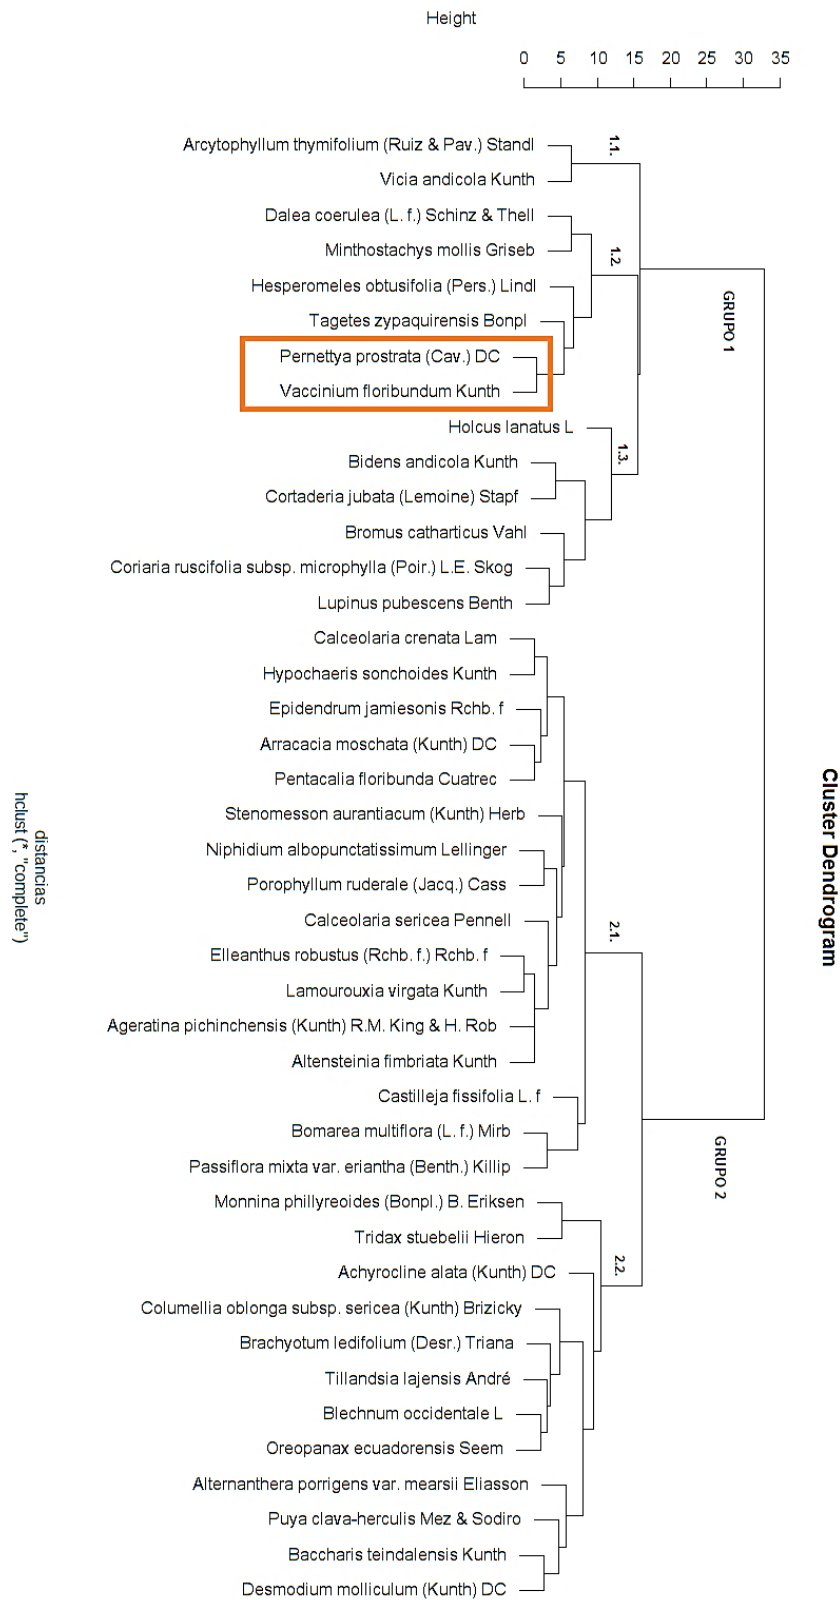 Height
0 5 10 15 20 25 30 35
Arcytophyllum thymifolium (Ruiz & Pav.) Standl
1.1.
Vicia andicola Kunth
Dalea coerulea (L. f.) Schinz & Thell
1.2.
Minthostachys mollis Griseb
Hesperomeles obtusifolia (Pers.) Lindl
GRUPO 1
Tagetes zypaquirensis Bonpl
Pernettya prostrata (Cav.) DC
Vaccinium floribundum Kunth
Holcus lanatus L
1.3.
Bidens andicola Kunth
Cortaderia jubata (Lemoine) Stapf
Bromus catharticus Vahl
Coriaria ruscifolia subsp. microphylla (Poir.) L.E. Skog
Lupinus pubescens Benth
Calceolaria crenata Lam
Hypochaeris sonchoides Kunth
Epidendrum jamiesonis Rchb. f
Arracacia moschata (Kunth) DC
Pentacalia floribunda Cuatrec
Stenomesson aurantiacum (Kunth) Herb
Niphidium albopunctatissimum Lellinger
Porophyllum ruderale (Jacq.) Cass
Calceolaria sericea Pennell
2.1.
Elleanthus robustus (Rchb. f.) Rchb. f
Lamourouxia virgata Kunth
Ageratina pichinchensis (Kunth) R.M. King & H. Rob
Altensteinia fimbriata Kunth
Castilleja fissifolia L. f
Bomarea multiflora (L. f.) Mirb
Passiflora mixta var. eriantha (Benth.) Killip
GRUPO 2
Monnina phillyreoides (Bonpl.) B. Eriksen
Tridax stuebelii Hieron
2.2.
Achyrocline alata (Kunth) DC
Columellia oblonga subsp. sericea (Kunth) Brizicky
Brachyotum ledifolium (Desr.) Triana
Tillandsia lajensis André
Blechnum occidentale L
Oreopanax ecuadorensis Seem
Alternanthera porrigens var. mearsii Eliasson
Puya clava-herculis Mez & Sodiro
Baccharis teindalensis Kunth
Desmodium molliculum (Kunth) DC
Cluster Dendrogram
distancias
hclust (*, "complete")